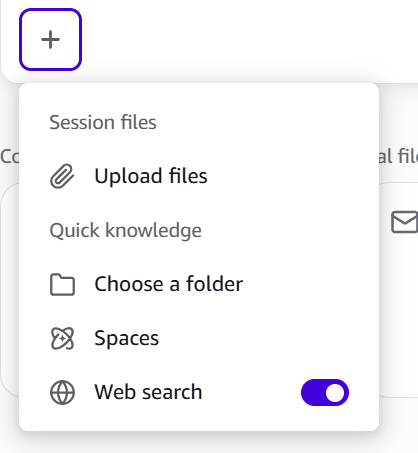 Session files
Upload files
Quick knowledge
Choose a folder
Spaces
Web search